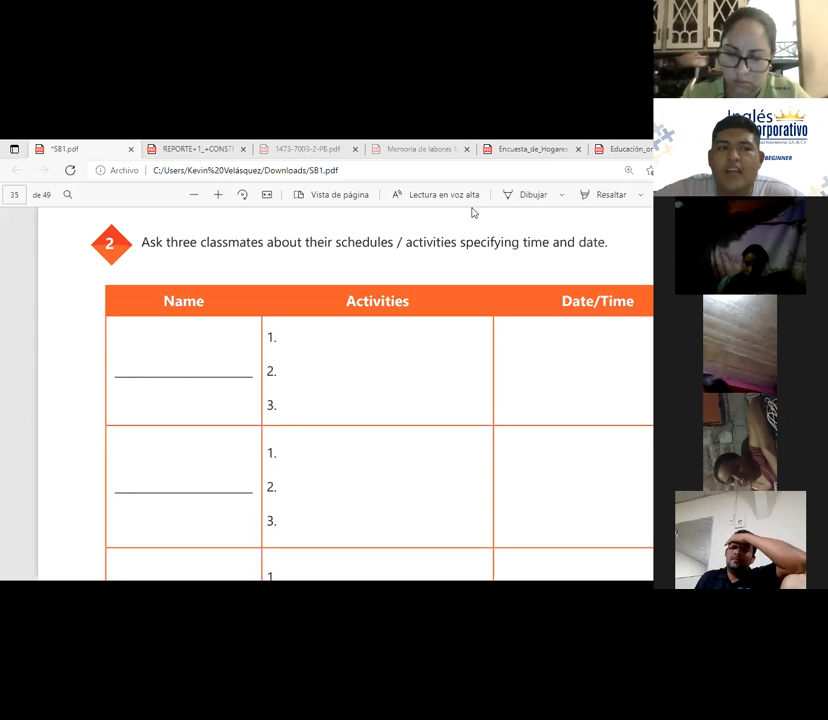 *SB1.pdf
REPORTE+1_+CONST
1473-7003-2-PB.pdf
Memoria de labores
Encuesta_de_Hogares
Educación_or
Archivo
C:/Users/Kevin%20Velásquez/Downloads/SB1.pdf
35 de 49
Vista de página
Lectura en voz alta
Dibujar
Resaltar
2 Ask three classmates about their schedules / activities specifying time and date.
Name Activities Date/Time
1.
2.
3.
1.
2.
3.
1
Inglés
BEGINNER